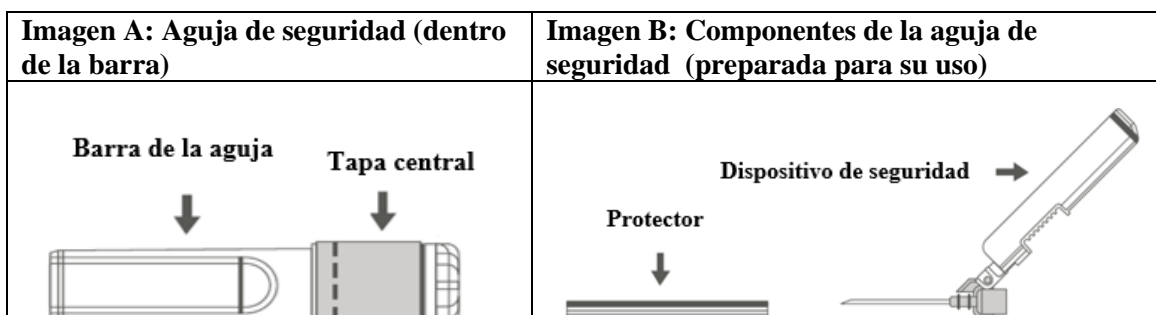 Imagen A: Aguja de seguridad (dentro
de la barra)
Imagen B: Componentes de la aguja de
seguridad (preparada para su uso)
Barra de la aguja
Tapa central
Dispositivo de seguridad
Protector